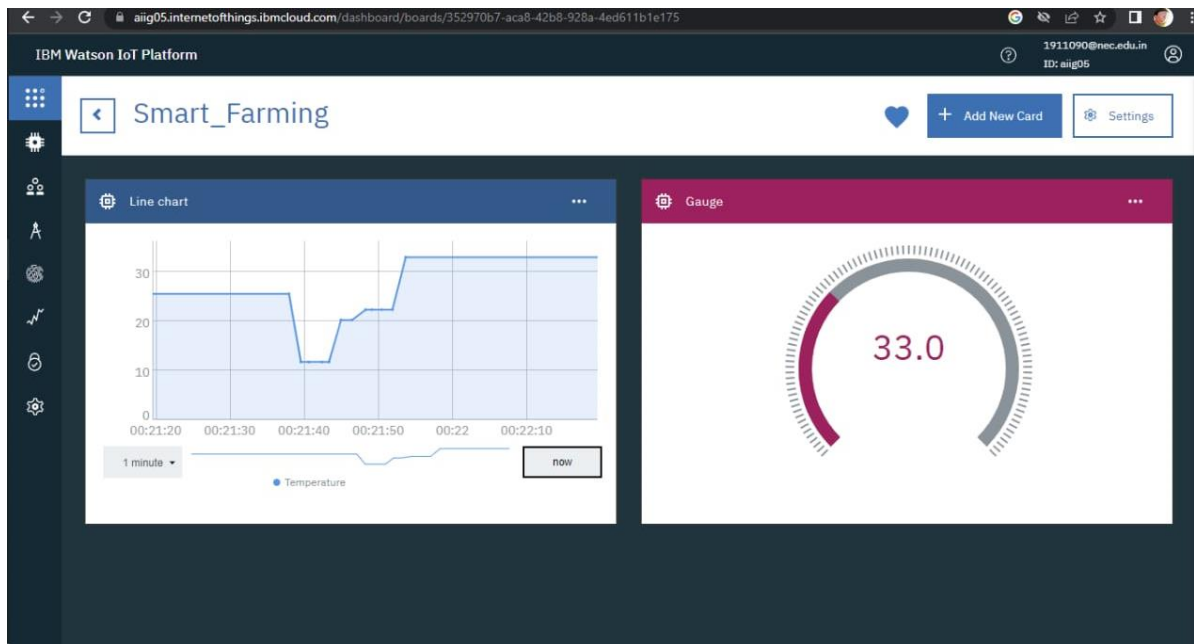 aiig05.internetofthings.ibmcloud.com/dashboard/boards/352970b7-aca8-42b8-928a-4ed611b1e175
IBM Watson IoT Platform
1911090@nec.edu.in
ID: aiig05
Smart_Farming
+ Add New Card
Settings
Line chart
Gauge
30
20
10
0
00:21:20 00:21:30 00:21:40 00:21:50 00:22 00:22:10
1 minute
now
Temperature
33.0